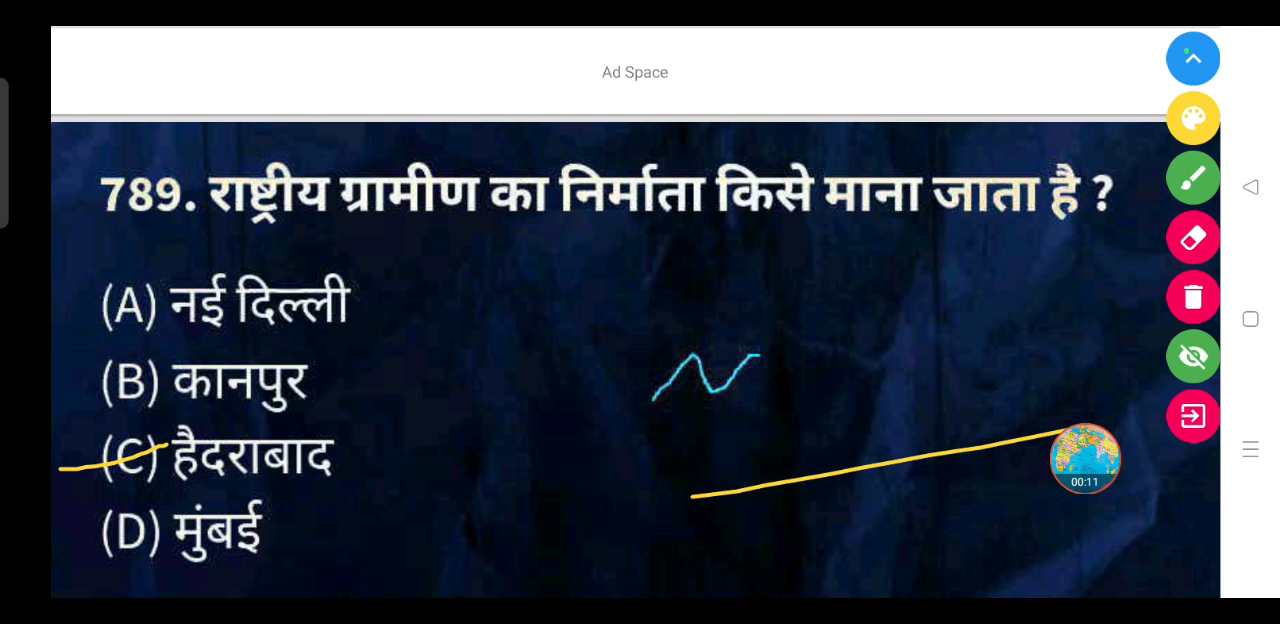 Ad Space
789. राष्ट्रीय ग्रामीण का निर्माता किसे माना जाता है ?
(A) नई दिल्ली
(B) कानपुर
(C) हैदराबाद
(D) मुंबई
00:11